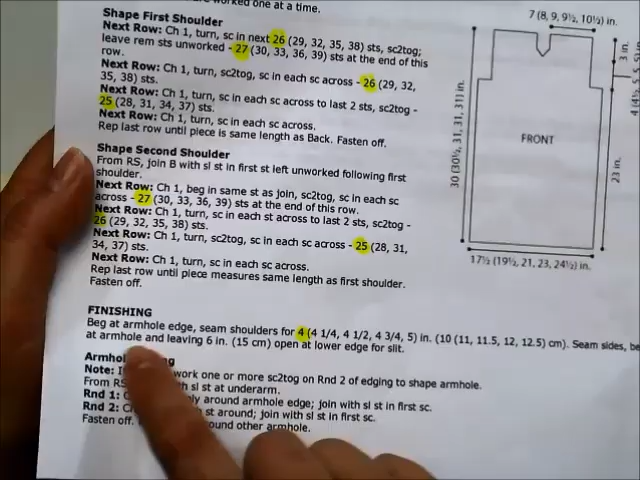 worked one at a time.
Shape First Shoulder
Next Row: Ch 1, turn, sc in next 26 (29, 32, 35, 38) sts, sc2tog;
leave rem sts unworked - 27 (30, 33, 36, 39) sts at the end of this
row.
Next Row: Ch 1, turn, sc2tog, sc in each sc across - 26 (29, 32,
35, 38) sts.
Next Row: Ch 1, turn, sc in each sc across to last 2 sts, sc2tog -
25 (28, 31, 34, 37) sts.
Next Row: Ch 1, turn, sc in each sc across.
Rep last row until piece is same length as Back. Fasten off.
Shape Second Shoulder
From RS, join B with sl st in first st left unworked following first
shoulder.
Next Row: Ch 1, beg in same st as join, sc2tog, sc in each sc
across - 27 (30, 33, 36, 39) sts at the end of this row.
Next Row: Ch 1, turn, sc in each st across to last 2 sts, sc2tog -
26 (29, 32, 35, 38) sts.
Next Row: Ch 1, turn, sc2tog, sc in each sc across - 25 (28, 31,
34, 37) sts.
Next Row: Ch 1, turn, sc in each sc across.
Rep last row until piece measures same length as first shoulder.
Fasten off.
FINISHING
Beg at armhole edge, seam shoulders for 4 (4 1/4, 4 1/2, 4 3/4, 5) in. (10 (11, 11.5, 12, 12.5) cm). Seam sides, be
at armhole and leaving 6 in. (15 cm) open at lower edge for slit.
Note: work one or more sc2tog on Rnd 2 of edging to shape armhole.
From RS sl st at underarm.
Rnd 1: around armhole edge; join with sl st in first sc.
Rnd 2: st around; join with sl st in first sc.
Fasten off. other armhole.
7 (8, 9, 9½, 10½) in.
3 in.
23 in.
30 (30½, 31, 31, 31) in.
FRONT
17½ (19½, 21, 23, 24½) in.